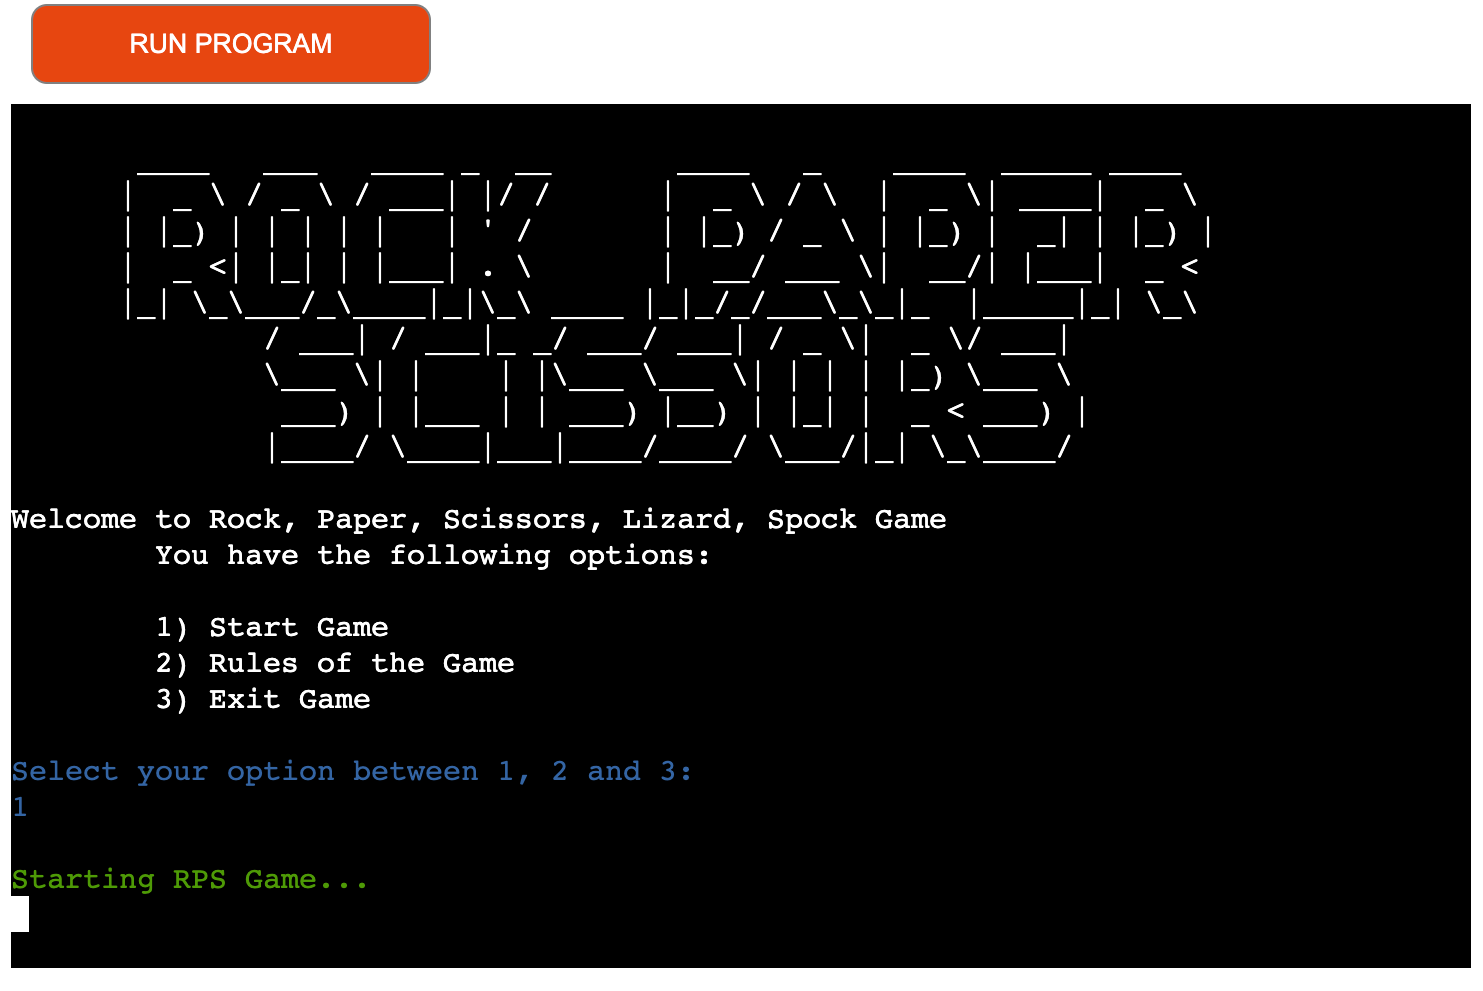 RUN PROGRAM
ROCK PAPER
SCISSORS
Welcome to Rock, Paper, Scissors, Lizard, Spock Game
You have the following options:
1) Start Game
2) Rules of the Game
3) Exit Game
Select your option between 1, 2 and 3:
1
Starting RPS Game...